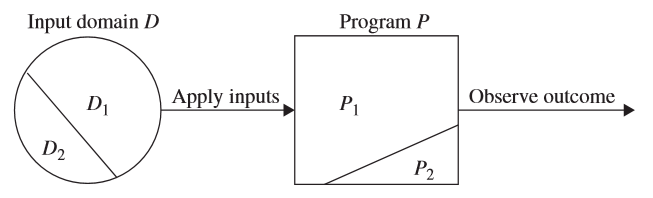 Input domain D
Program P
D1
Apply inputs
P1
Observe outcome
D2
P2